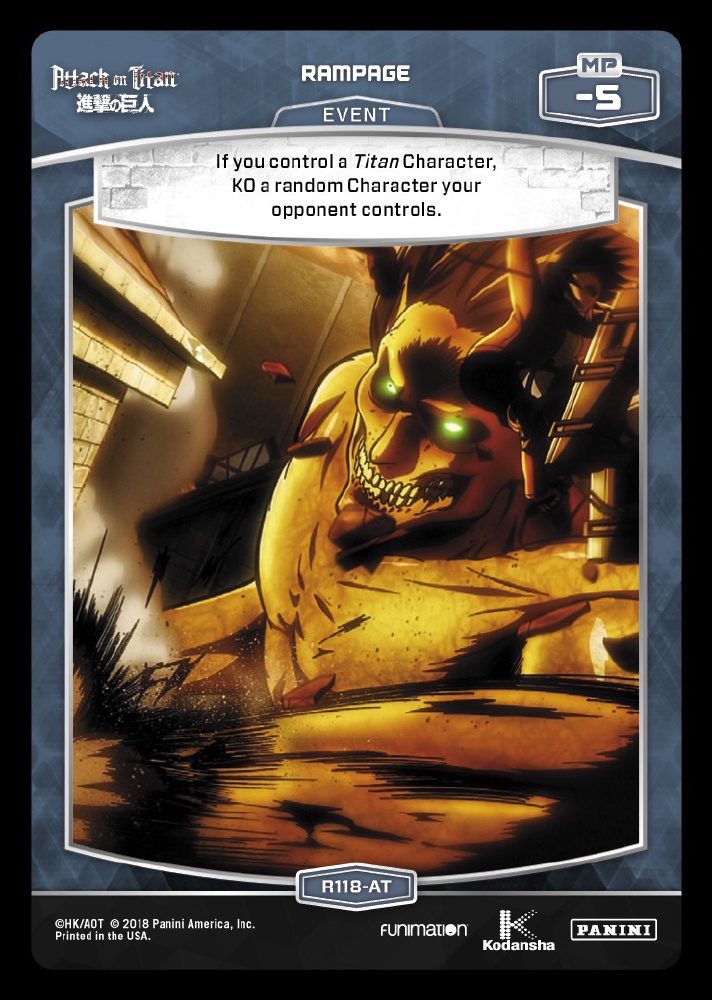 Attack on Titan
進撃の巨人
RAMPAGE
MP
-5
EVENT
If you control a Titan Character,
KO a random Character your
opponent controls.
R118-AT
©HK/AOT © 2018 Panini America, Inc.
Printed in the USA.
FUNIMATION
K
Kodansha
PANINI